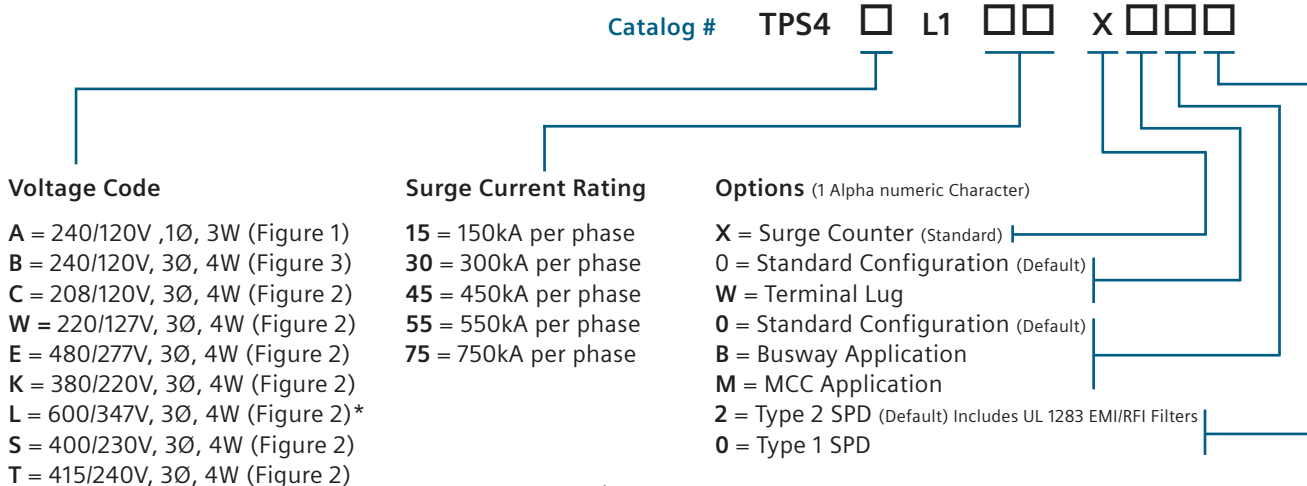 Catalog # TPS4 □ L1 □□ X □□□
Voltage Code
A = 240/120V ,1Ø, 3W (Figure 1)
B = 240/120V, 3Ø, 4W (Figure 3)
C = 208/120V, 3Ø, 4W (Figure 2)
W = 220/127V, 3Ø, 4W (Figure 2)
E = 480/277V, 3Ø, 4W (Figure 2)
K = 380/220V, 3Ø, 4W (Figure 2)
L = 600/347V, 3Ø, 4W (Figure 2)*
S = 400/230V, 3Ø, 4W (Figure 2)
T = 415/240V, 3Ø, 4W (Figure 2)
Surge Current Rating
15 = 150kA per phase
30 = 300kA per phase
45 = 450kA per phase
55 = 550kA per phase
75 = 750kA per phase
Options (1 Alpha numeric Character)
X = Surge Counter (Standard)
0 = Standard Configuration (Default)
W = Terminal Lug
0 = Standard Configuration (Default)
B = Busway Application
M = MCC Application
2 = Type 2 SPD (Default) Includes UL 1283 EMI/RFI Filters
0 = Type 1 SPD